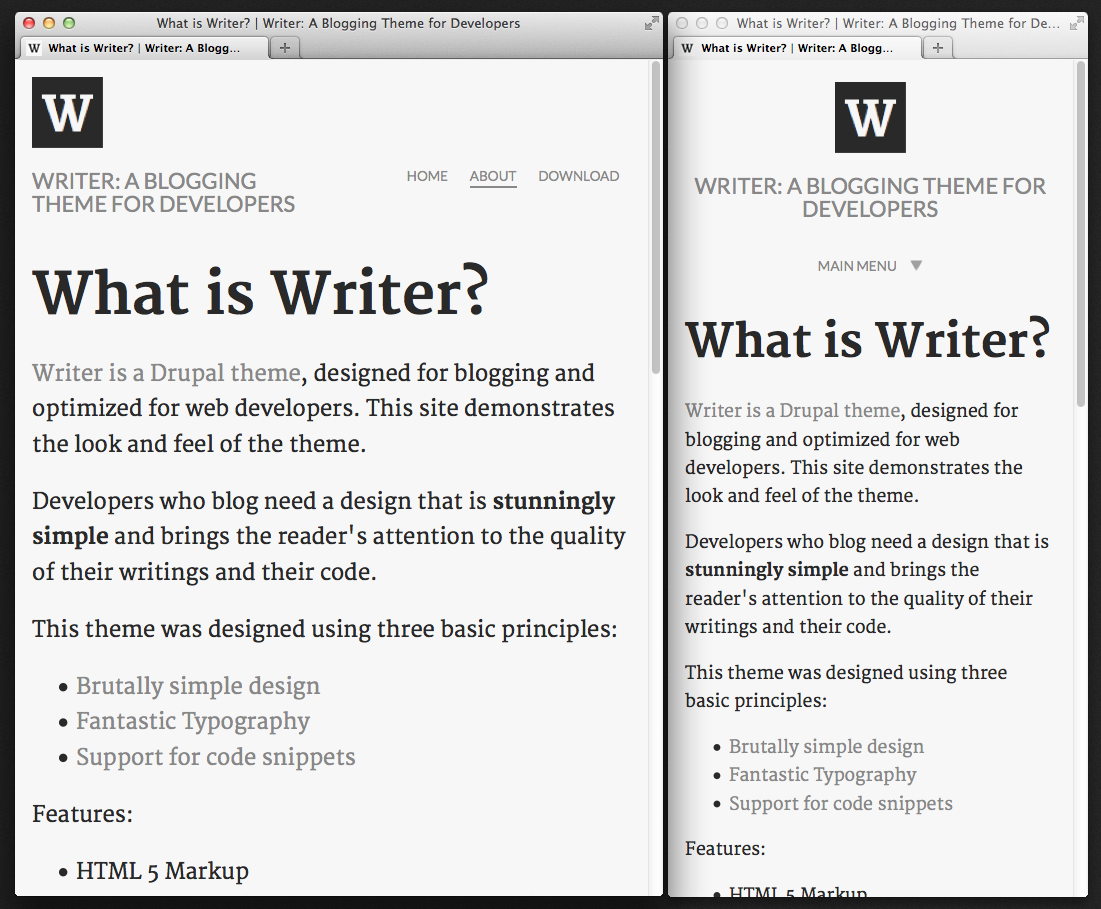 What is Writer? | Writer: A Blogging Theme for Developers
W What is Writer? | Writer: A Blogg...
W
WRITER: A BLOGGING
THEME FOR DEVELOPERS
HOME ABOUT DOWNLOAD
What is Writer?
Writer is a Drupal theme, designed for blogging and
optimized for web developers. This site demonstrates
the look and feel of the theme.
Developers who blog need a design that is stunningly
simple and brings the reader's attention to the quality
of their writings and their code.
This theme was designed using three basic principles:
• Brutally simple design
• Fantastic Typography
• Support for code snippets
Features:
• HTML 5 Markup
What is Writer? | Writer: A Blogging Theme for De...
W What is Writer? | Writer: A Blogg...
W
WRITER: A BLOGGING THEME FOR
DEVELOPERS
MAIN MENU ▼
What is Writer?
Writer is a Drupal theme, designed for
blogging and optimized for web
developers. This site demonstrates the
look and feel of the theme.
Developers who blog need a design that is
stunningly simple and brings the
reader's attention to the quality of their
writings and their code.
This theme was designed using three
basic principles:
• Brutally simple design
• Fantastic Typography
• Support for code snippets
Features:
• HTML 5 Markup